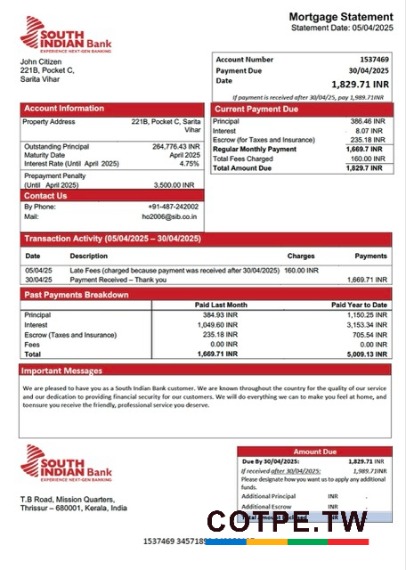 SOUTH
INDIAN Bank
EXPERIENCE NEXT-GEN BANKING
Mortgage Statement
Statement Date: 05/04/2025
John Citizen
221B, Pocket C,
Sarita Vihar
Account Number 1537469
Payment Due 30/04/2025
Date 1,829.71 INR
If payment is received after 30/04/25, pay 1,989.71INR
Account Information
Property Address 221B, Pocket C, Sarita
Vihar
Outstanding Principal 264,776.43 INR
Maturity Date April 2025
Interest Rate (Until April 2025) 4.75%
Prepayment Penalty
(Until April 2025) 3,500.00 INR
Contact Us
By Phone: +91-487-242002
Mail: ho2006@sib.co.in
Current Payment Due
Principal 386.46 INR
Interest 8.07 INR
Escrow (for Taxes and Insurance) 235.18 INR
Regular Monthly Payment 1,669.7 INR
Total Fees Charged 160.00 INR
Total Amount Due 1,829.7 INR
Transaction Activity (05/04/2025 – 30/04/2025)
Date Description Charges Payments
05/04/25 Late Fees (charged because payment was received after 30/04/2025) 160.00 INR
30/04/25 Payment Received – Thank you 1,669.71 INR
Past Payments Breakdown
Paid Last Month Paid Year to Date
Principal 384.93 INR 1,150.25 INR
Interest 1,049.60 INR 3,153.34 INR
Escrow (Taxes and Insurance) 235.18 INR 705.54 INR
Fees 0.00 INR 0.00 INR
Total 1,669.71 INR 5,009.13 INR
Important Messages
We are pleased to have you as a South Indian Bank customer. We are known throughout the country for the quality of our service
and our dedication to providing financial security for our customers. We will do everything we can to make you feel at home, and
toensure you receive the friendly, professional service you deserve.
SOUTH
INDIAN Bank
EXPERIENCE NEXT-GEN BANKING
T.B Road, Mission Quarters,
Thrissur – 680001, Kerala, India
Amount Due
Due By 30/04/2025: 1,829.71 INR
If received after 30/04/2025: 1,989.71INR
Please designate how you want us to apply any additional
funds.
Additional Principal INR .
Additional Escrow INR .
COTPE.TW
1537469 3457189